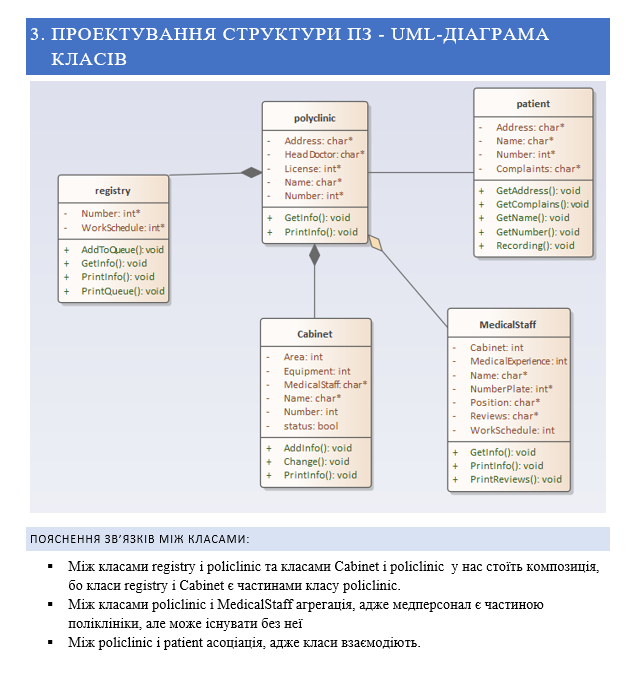 3. ПРОЕКТУВАННЯ СТРУКТУРИ ПЗ - UML-ДІАГРАМА
КЛАСІВ
polyclinic
- Address: char*
- HeadDoctor: char*
- License: int*
- Name: char*
- Number: int*
+ GetInfo(): void
+ PrintInfo(): void
patient
- Address: char*
- Name: char*
- Number: int*
- Complaints: char*
+ GetAddress(): void
+ GetComplains(): void
+ GetName(): void
+ GetNumber(): void
+ Recording(): void
registry
- Number: int*
- WorkSchedule: int*
+ AddToQueue(): void
+ GetInfo(): void
+ PrintInfo(): void
+ PrintQueue(): void
Cabinet
- Area: int
- Equipment: int
- MedicalStaff: char*
- Name: char*
- Number: int
- status: bool
+ AddInfo(): void
+ Change(): void
+ PrintInfo(): void
MedicalStaff
- Cabinet: int
- MedicalExperience: int
- Name: char*
- NumberPlate: int*
- Position: char*
- Reviews: char*
- WorkSchedule: int
+ GetInfo(): void
+ PrintInfo(): void
+ PrintReviews(): void
ПОЯСНЕННЯ ЗВ’ЯЗКІВ МІЖ КЛАСАМИ:
▪ Між класами registry і policlinic та класами Cabinet і policlinic у нас стоїть композиція,
бо класи registry і Cabinet є частинами класу policlinic.
▪ Між класами policlinic і MedicalStaff агрегація, адже медперсонал є частиною
поліклініки, але може існувати без неї
▪ Між policlinic і patient асоціація, адже класи взаємодіють.